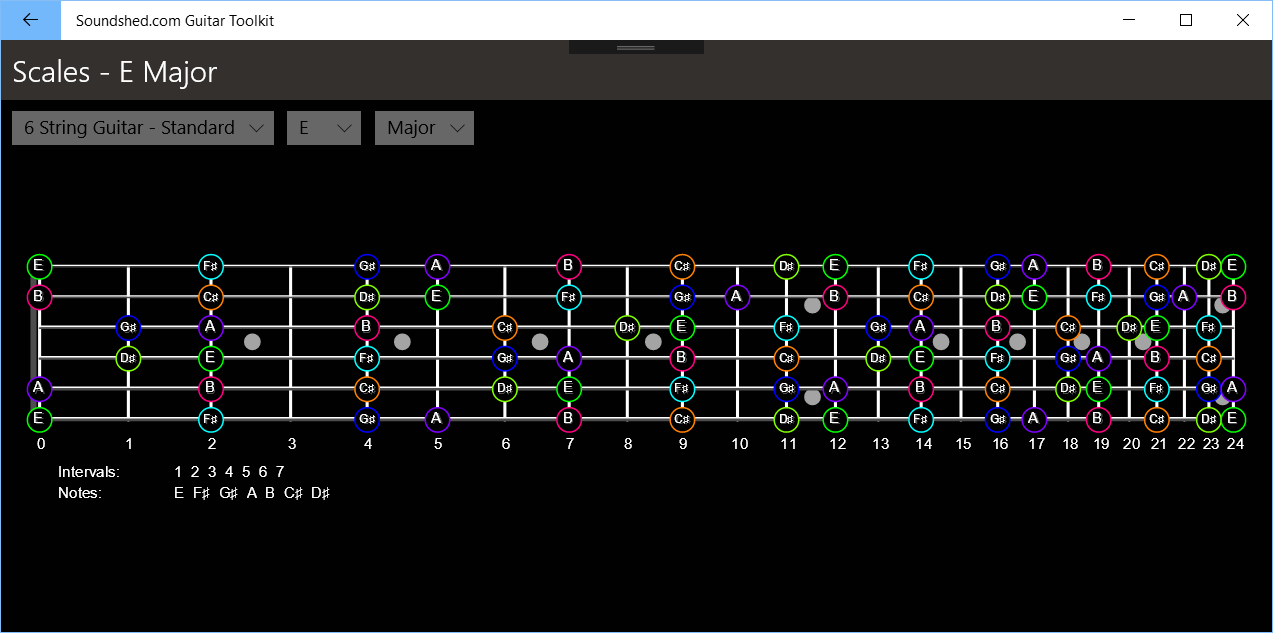 Soundshed.com Guitar Toolkit
Scales - E Major
6 String Guitar - Standard E Major
E F♯ G♯ A B C♯ D♯ E F♯ G♯ A B C♯ D♯ E
B C♯ D♯ E F♯ G♯ A B C♯ D♯ E F♯ G♯ A B
G♯ A B C♯ D♯ E F♯ G♯ A B C♯ D♯ E F♯
D♯ E F♯ G♯ A B C♯ D♯ E F♯ G♯ A B C♯
A B C♯ D♯ E F♯ G♯ A B C♯ D♯ E F♯ G♯ A
E F♯ G♯ A B C♯ D♯ E F♯ G♯ A B C♯ D♯ E
0 1 2 3 4 5 6 7 8 9 10 11 12 13 14 15 16 17 18 19 20 21 22 23 24
Intervals: 1 2 3 4 5 6 7
Notes: E F♯ G♯ A B C♯ D♯